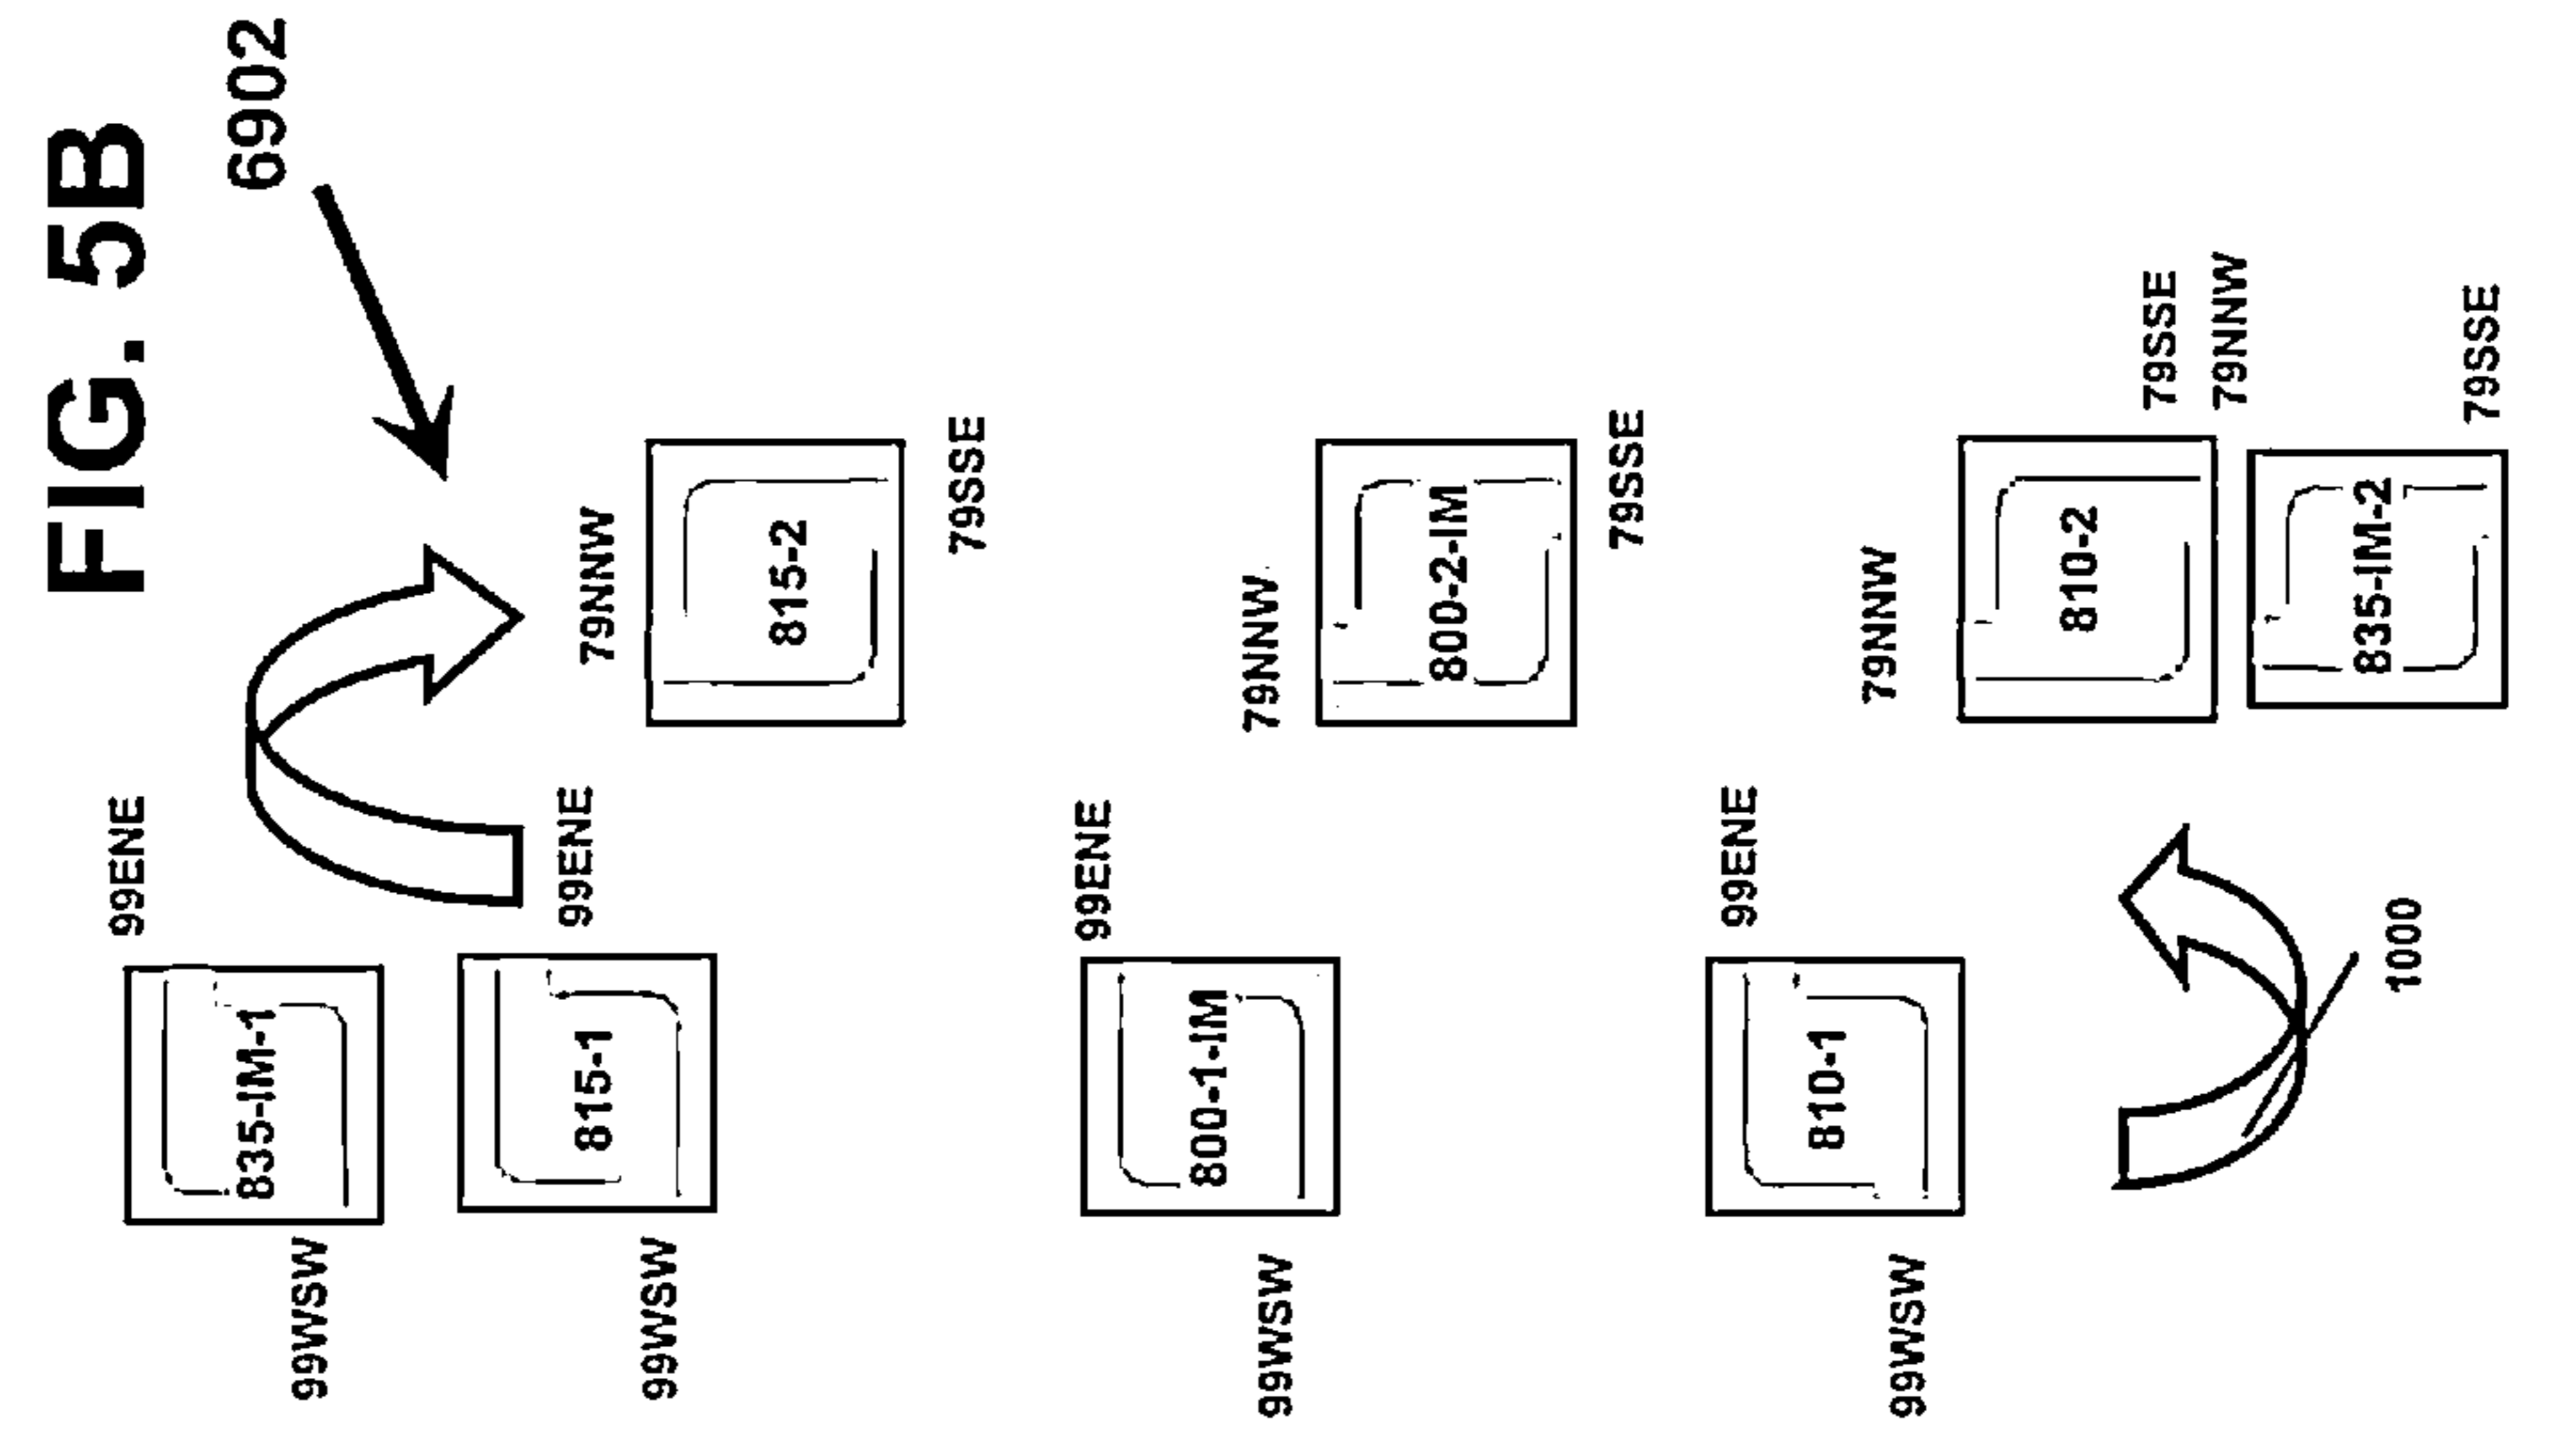 FIG. 5B
6902
99ENE
835-IM-1
99WSW
99ENE
815-1
99WSW
79NNW
815-2
79SSE
99ENE
800-1-IM
99WSW
79NNW
800-2-IM
79SSE
99ENE
810-1
99WSW
79NNW
810-2
79SSE
79NNW
835-IM-2
79SSE
1000